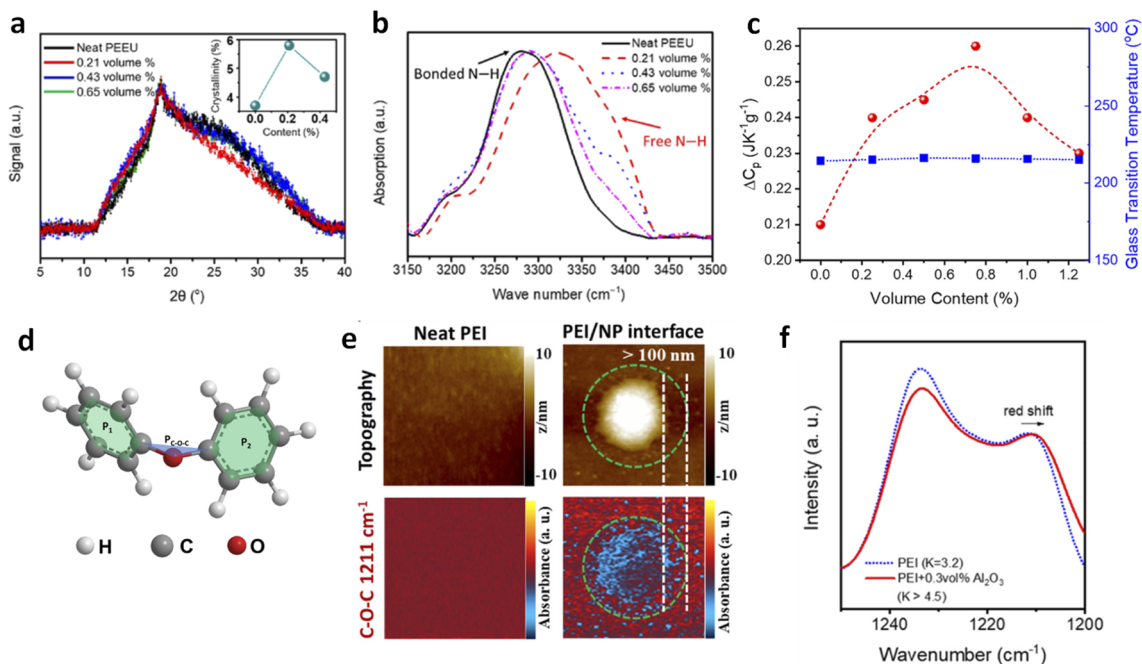 a
Neat PEEU
0.21 volume %
0.43 volume %
0.65 volume %
Crystallinity (%)
6
5
4
0.0 0.2 0.4
Content (%)
Signal (a.u.)
5 10 15 20 25 30 35 40
2θ (°)
b
Bonded N–H
Neat PEEU
0.21 volume %
0.43 volume %
0.65 volume %
Free N–H
Absorption (a.u.)
3150 3200 3250 3300 3350 3400 3450 3500
Wave number (cm⁻¹)
c
0.26
0.25
0.24
0.23
0.22
0.21
0.20
ΔCp (JK⁻¹g⁻¹)
300
250
200
150
Glass Transition Temperature (°C)
0.0 0.2 0.4 0.6 0.8 1.0 1.2
Volume Content (%)
d
P₁
P_C-O-C
P₂
H C O
e
Neat PEI PEI/NP interface
> 100 nm
Topography
10
z/nm
-10
10
z/nm
-10
C-O-C 1211 cm⁻¹
Absorbance (a. u.)
Absorbance (a. u.)
f
red shift
PEI (K=3.2)
PEI+0.3vol% Al₂O₃
(K > 4.5)
Intensity (a. u.)
1240 1220 1200
Wavenumber (cm⁻¹)